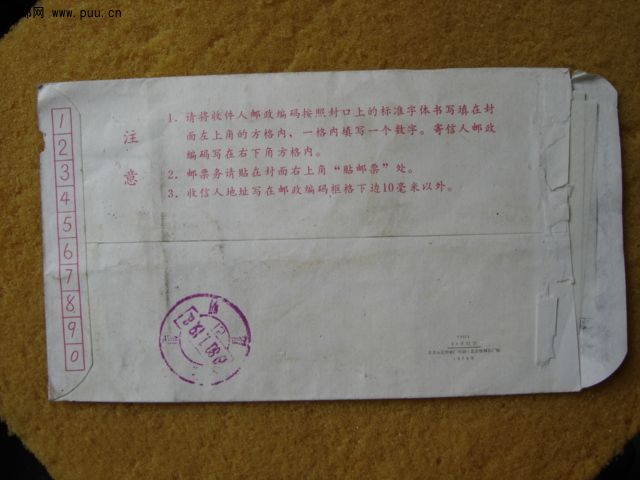 邮网 www.puu.cn
注意
1. 请将收件人邮政编码按照封口上的标准字体书写填在封
面左上角的方格内、一格内填写一个数字。寄信人邮政
编码写在右下角方格内。
2. 邮票务请贴在封面右上角“贴邮票”处。
3. 收信人地址写在邮政编码框格下边10毫米以外。
1
2
3
4
5
6
7
8
9
0